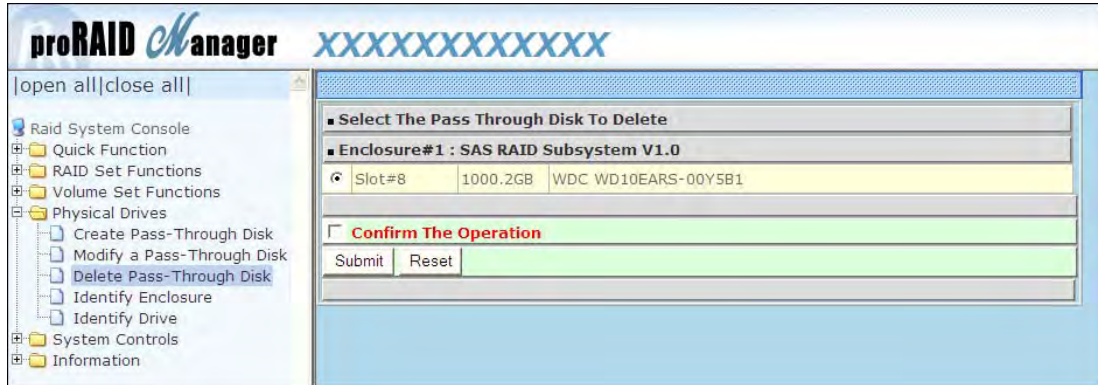 proRAID Manager XXXXXXXXXXXX
|open all|close all|
Raid System Console
Quick Function
RAID Set Functions
Volume Set Functions
Physical Drives
Create Pass-Through Disk
Modify a Pass-Through Disk
Delete Pass-Through Disk
Identify Enclosure
Identify Drive
System Controls
Information
Select The Pass Through Disk To Delete
Enclosure#1 : SAS RAID Subsystem V1.0
Slot#8 1000.2GB WDC WD10EARS-00Y5B1
Confirm The Operation
Submit Reset